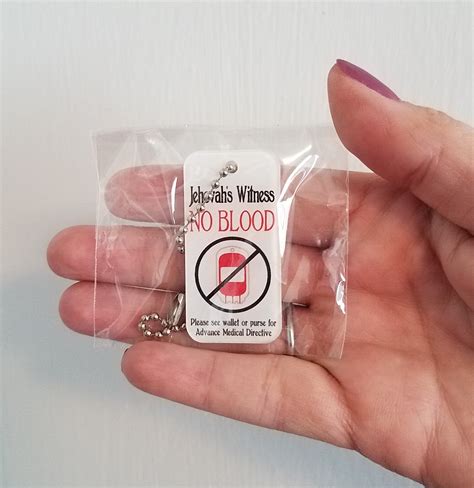 Jehovah's Witness
NO BLOOD
Please see wallet or purse for
Advance Medical Directive